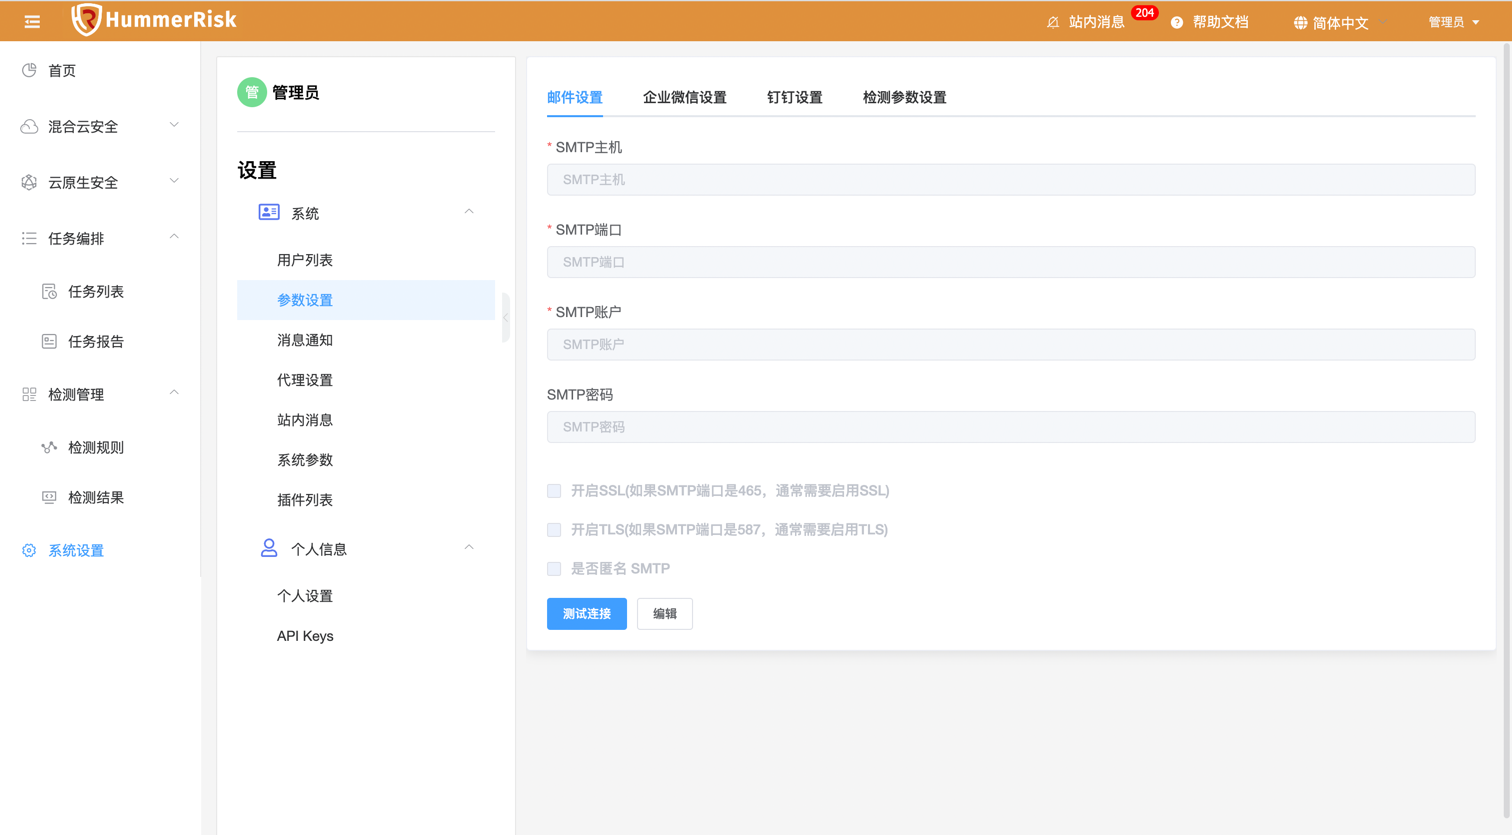 HummerRisk
站内消息
204
帮助文档
简体中文
管理员
首页
混合云安全
云原生安全
任务编排
任务列表
任务报告
检测管理
检测规则
检测结果
系统设置
管 管理员
设置
系统
用户列表
参数设置
消息通知
代理设置
站内消息
系统参数
插件列表
个人信息
个人设置
API Keys
邮件设置
企业微信设置
钉钉设置
检测参数设置
* SMTP主机
SMTP主机
* SMTP端口
SMTP端口
* SMTP账户
SMTP账户
SMTP密码
SMTP密码
开启SSL(如果SMTP端口是465，通常需要启用SSL)
开启TLS(如果SMTP端口是587，通常需要启用TLS)
是否匿名 SMTP
测试连接
编辑